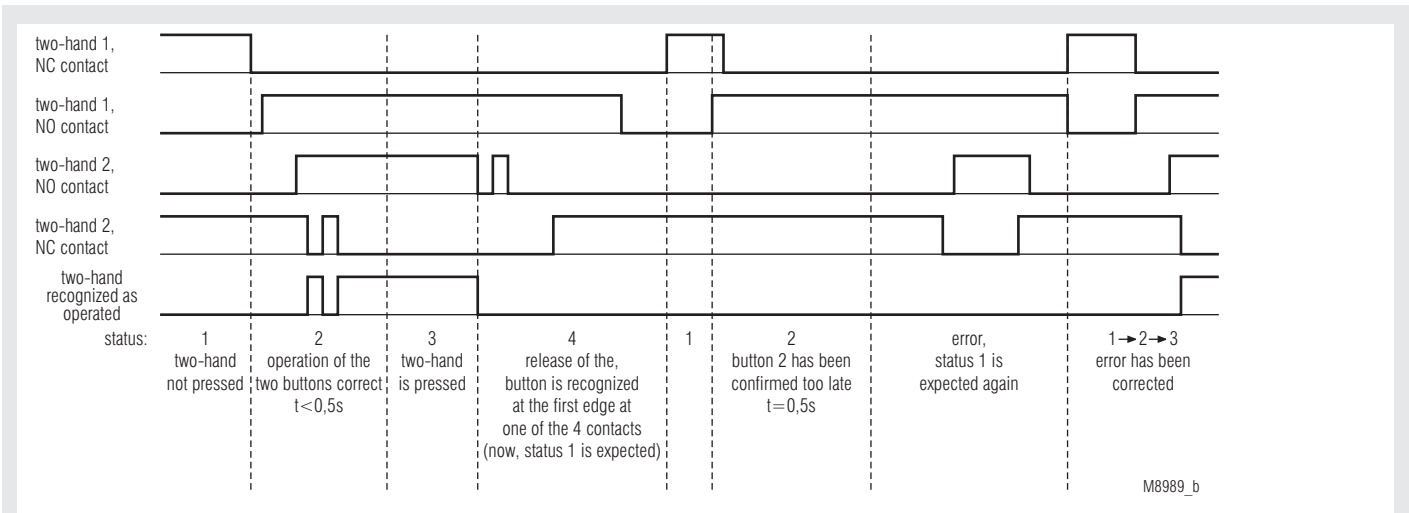 two-hand 1,
NC contact
two-hand 1,
NO contact
two-hand 2,
NO contact
two-hand 2,
NC contact
two-hand
recognized as
operated
status:
1
two-hand
not pressed
2
operation of the
two buttons correct
t<0,5s
3
two-hand
is pressed
4
release of the,
button is recognized
at the first edge at
one of the 4 contacts
(now, status 1 is expected)
1
2
button 2 has been
confirmed too late
t=0,5s
error,
status 1 is
expected again
1→2→3
error has been
corrected
M8989_b